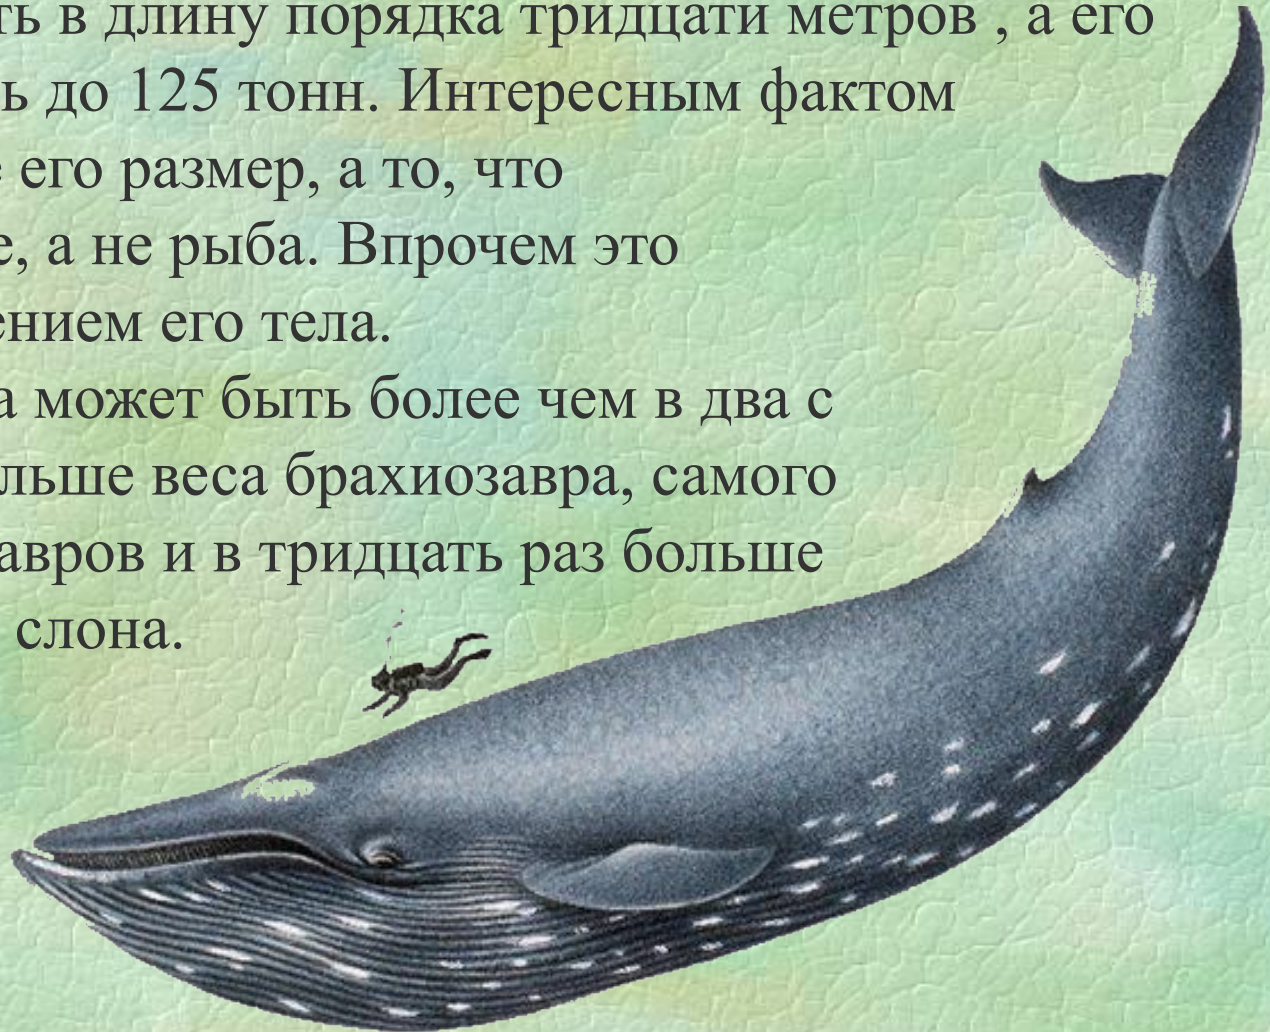 ть в длину порядка тридцати метров , а его
ь до 125 тонн. Интересным фактом
е его размер, а то, что
е, а не рыба. Впрочем это
ением его тела.
а может быть более чем в два с
льше веса брахиозавра, самого
авров и в тридцать раз больше
слона.